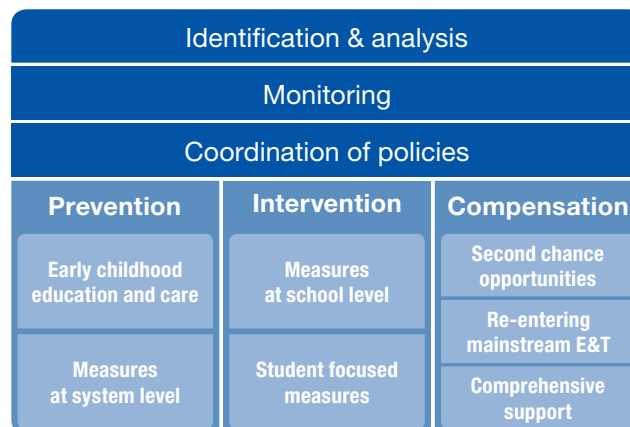 Identification & analysis
Monitoring
Coordination of policies
Prevention
Early childhood
education and care
Measures
at system level
Intervention
Measures
at school level
Student focused
measures
Compensation
Second chance
opportunities
Re-entering
mainstream E&T
Comprehensive
support